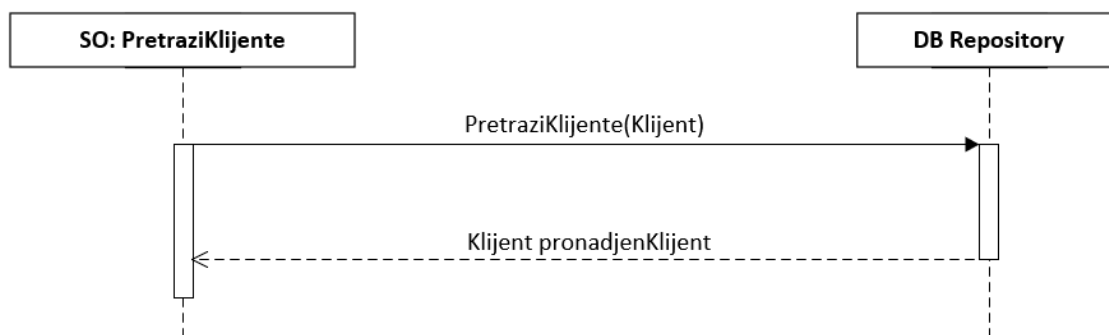 SO: PretraziKlijente
DB Repository
PretraziKlijente(Klijent)
Klijent pronadjenKlijent